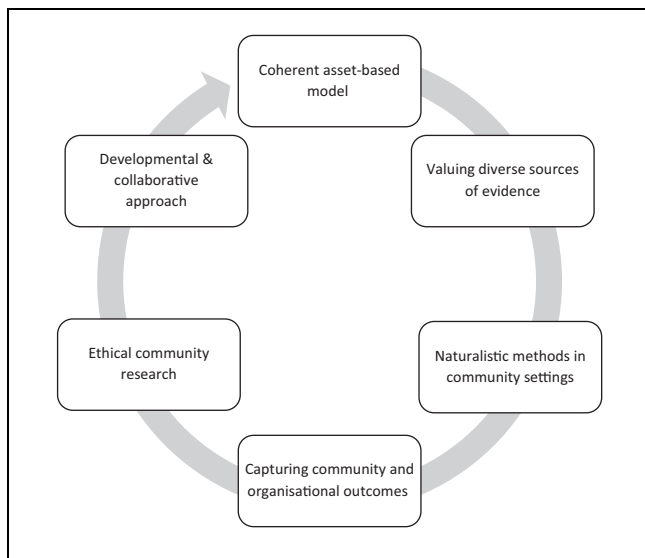 Coherent asset-based
model
Valuing diverse sources
of evidence
Naturalistic methods in
community settings
Capturing community and
organisational outcomes
Ethical community
research
Developmental &
collaborative
approach